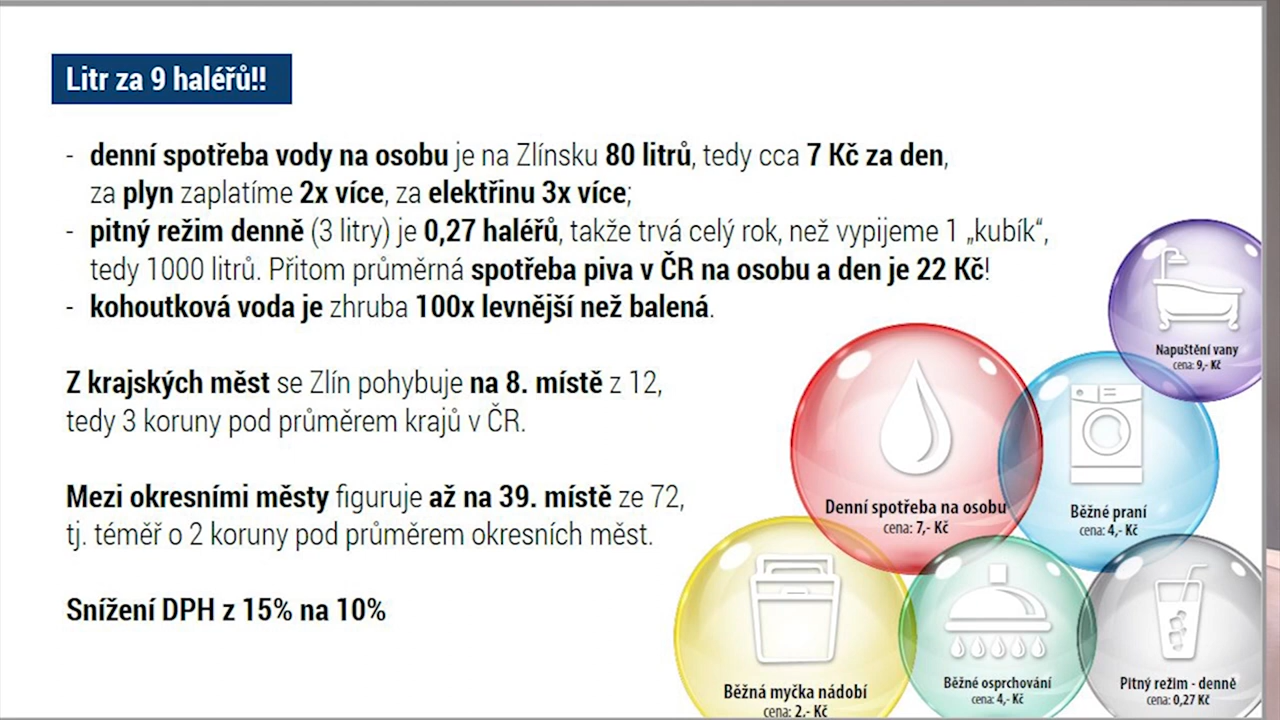 Litr za 9 haléřů!!
- denní spotřeba vody na osobu je na Zlínsku 80 litrů, tedy cca 7 Kč za den,
za plyn zaplatíme 2x více, za elektřinu 3x více;
- pitný režim denně (3 litry) je 0,27 haléřů, takže trvá celý rok, než vypijeme 1 „kubík“,
tedy 1000 litrů. Přitom průměrná spotřeba piva v ČR na osobu a den je 22 Kč!
- kohoutková voda je zhruba 100x levnější než balená.
Z krajských měst se Zlín pohybuje na 8. místě z 12,
tedy 3 koruny pod průměrem krajů v ČR.
Mezi okresními městy figuruje až na 39. místě ze 72,
tj. téměř o 2 koruny pod průměrem okresních měst.
Snížení DPH z 15% na 10%
Napuštění vany
cena: 9,- Kč
Denní spotřeba na osobu
cena: 7,- Kč
Běžné praní
cena: 4,- Kč
Běžná myčka nádobí
cena: 2.- Kč
Běžné osprchování
cena: 4,- Kč
Pitný režim - denně
cena: 0,27 Kč